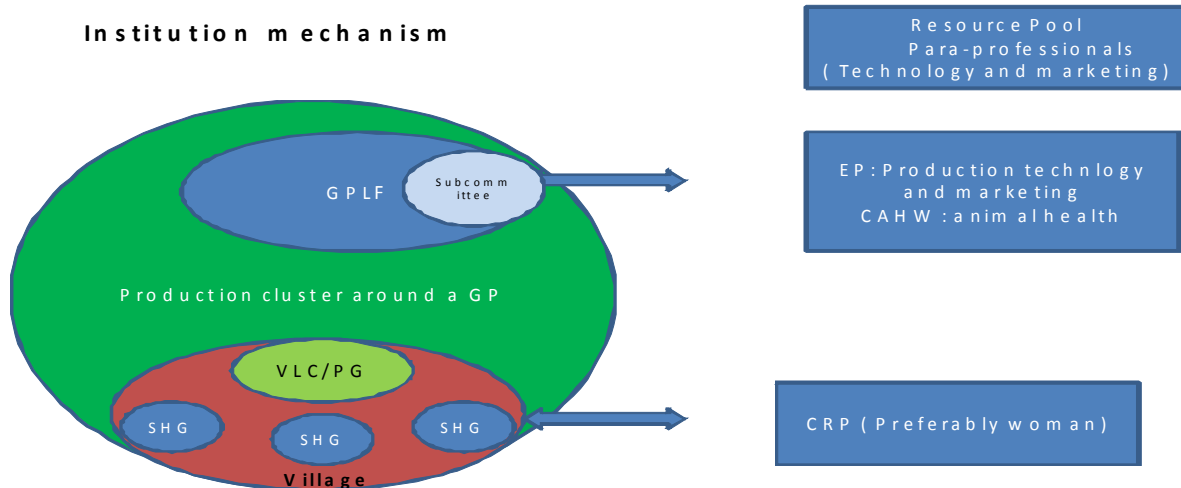 Institution mechanism
Resource Pool
Para-professionals
(Technology and marketing)
GPLF
Subcomm
ittee
EP:Production technlogy
and marketing
CAHW :animal health
Production cluster around a GP
VLC/PG
SHG
SHG
SHG
Village
CRP (Preferably woman)